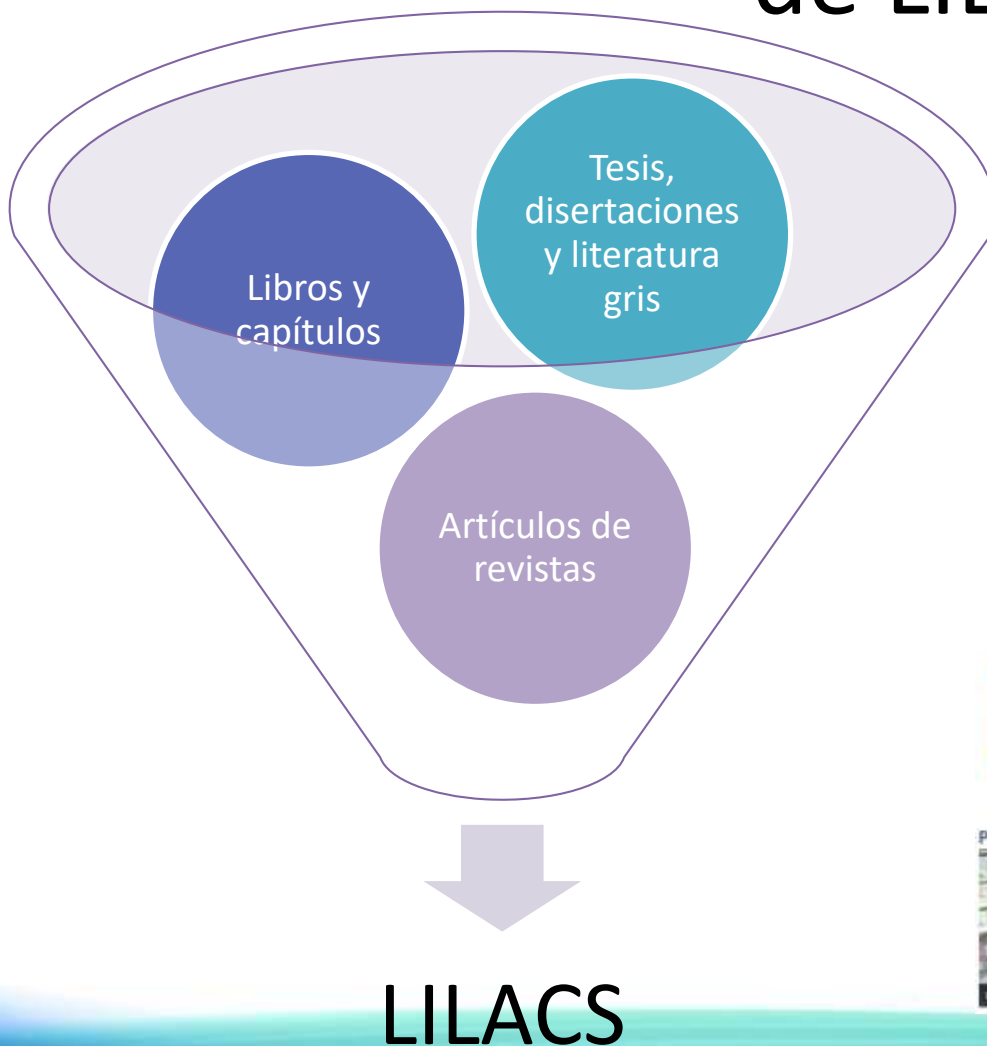 Tesis,
disertaciones
y literatura
gris
Libros y
capítulos
Artículos de
revistas
LILACS